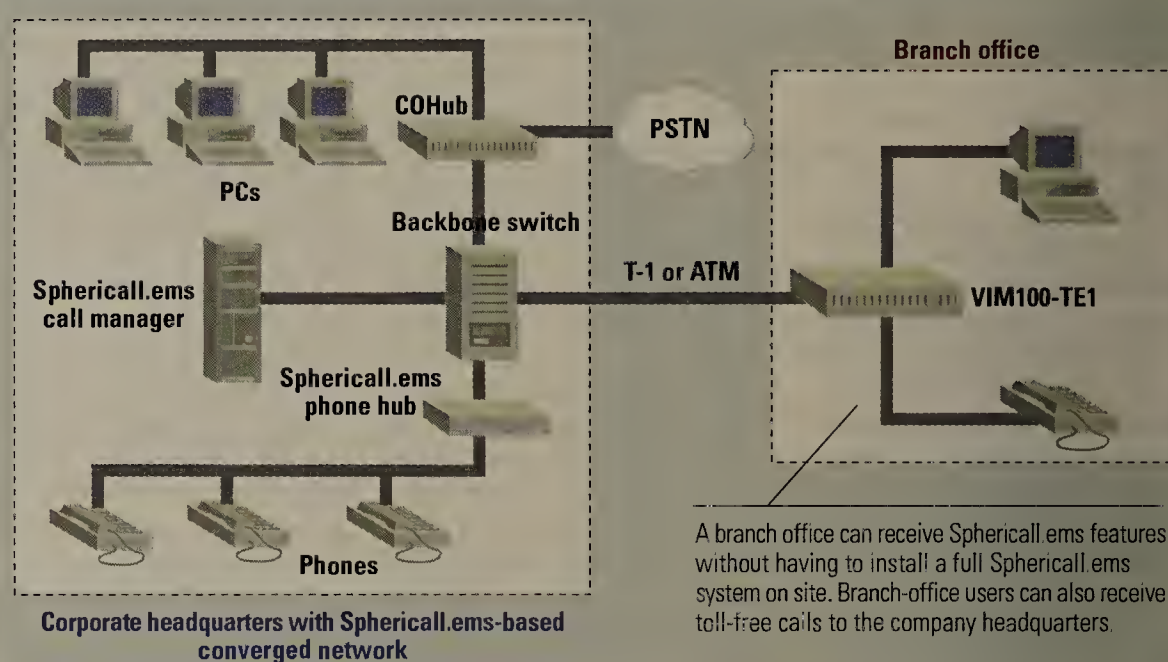 Branch office
COHub
PSTN
PCs
Backbone switch
Sphericall.ems
call manager
T-1 or ATM
VIM100-TE1
Sphericall.ems
phone hub
Phones
Corporate headquarters with Sphericall.ems-based
converged network
A branch office can receive Sphericall.ems features
without having to install a full Sphericall.ems
system on site. Branch-office users can also receive
toll-free calls to the company headquarters.